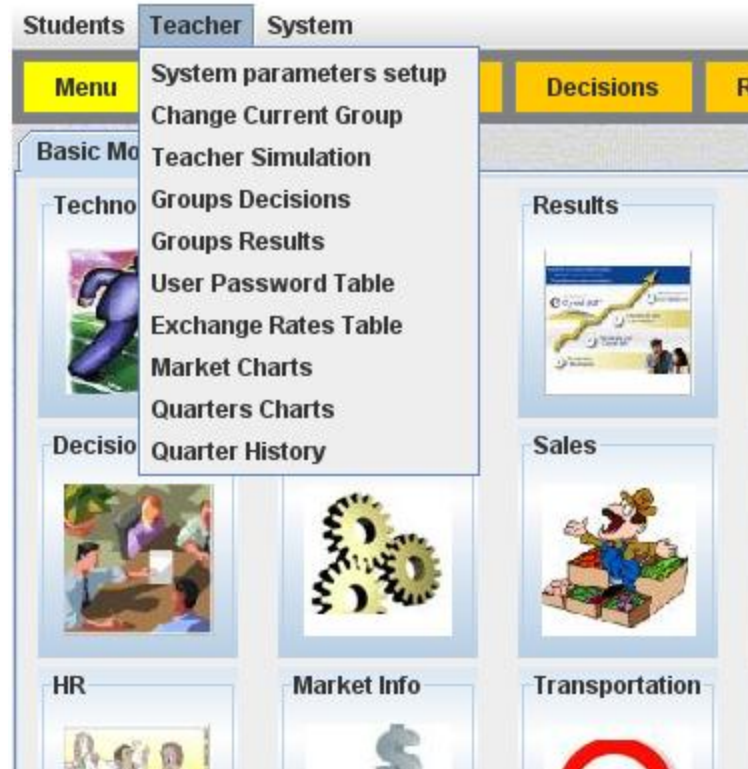 Students Teacher System
Menu
Decisions
R
System parameters setup
Change Current Group
Teacher Simulation
Groups Decisions
Groups Results
User Password Table
Exchange Rates Table
Market Charts
Quarters Charts
Quarter History
Basic Mo
Techno
Results
Decisio
Sales
HR
Market Info
Transportation